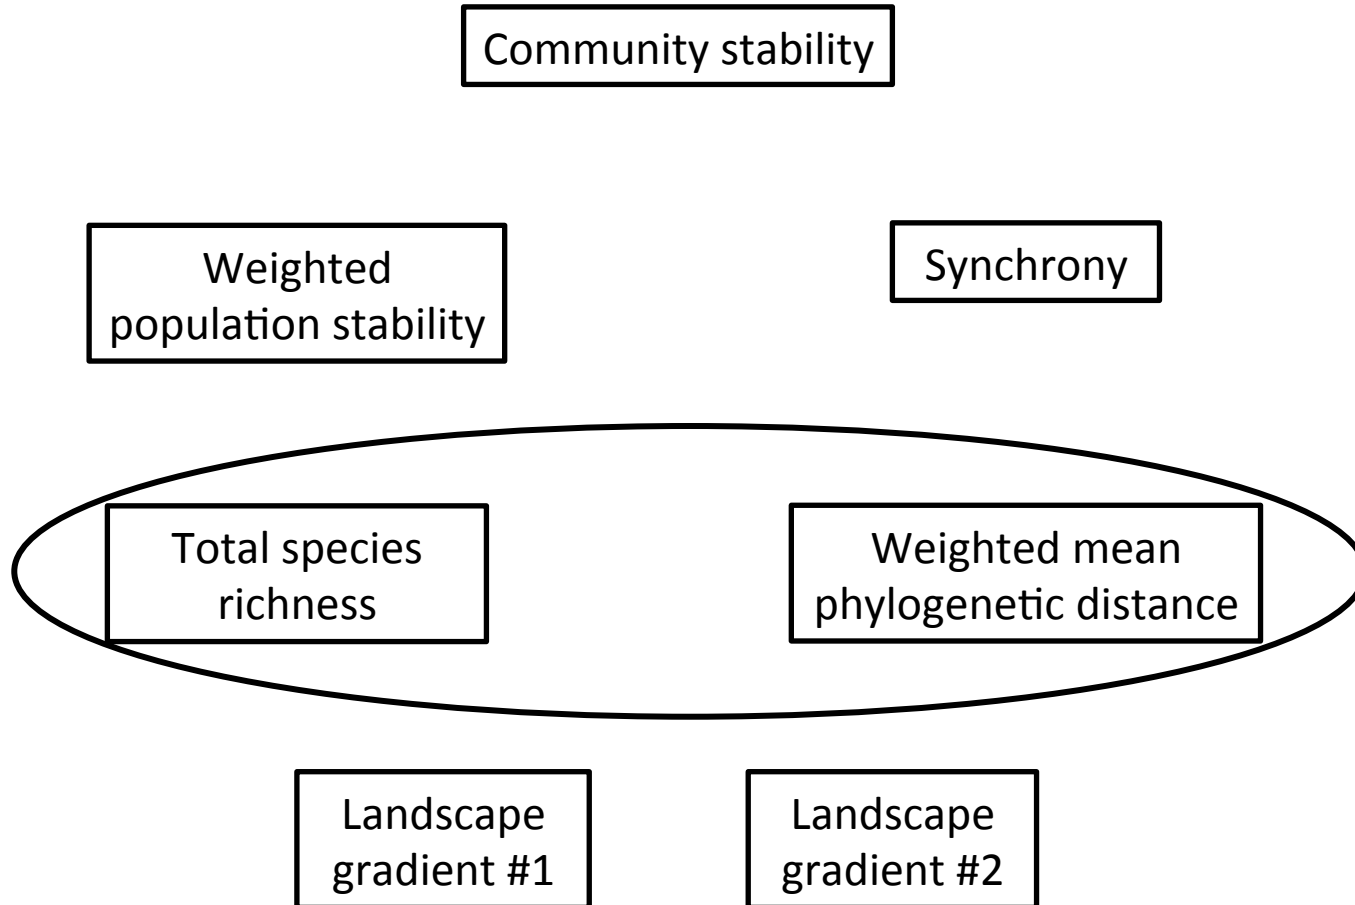 Community stability
Weighted
population stability
Synchrony
Total species
richness
Weighted mean
phylogenetic distance
Landscape
gradient #1
Landscape
gradient #2